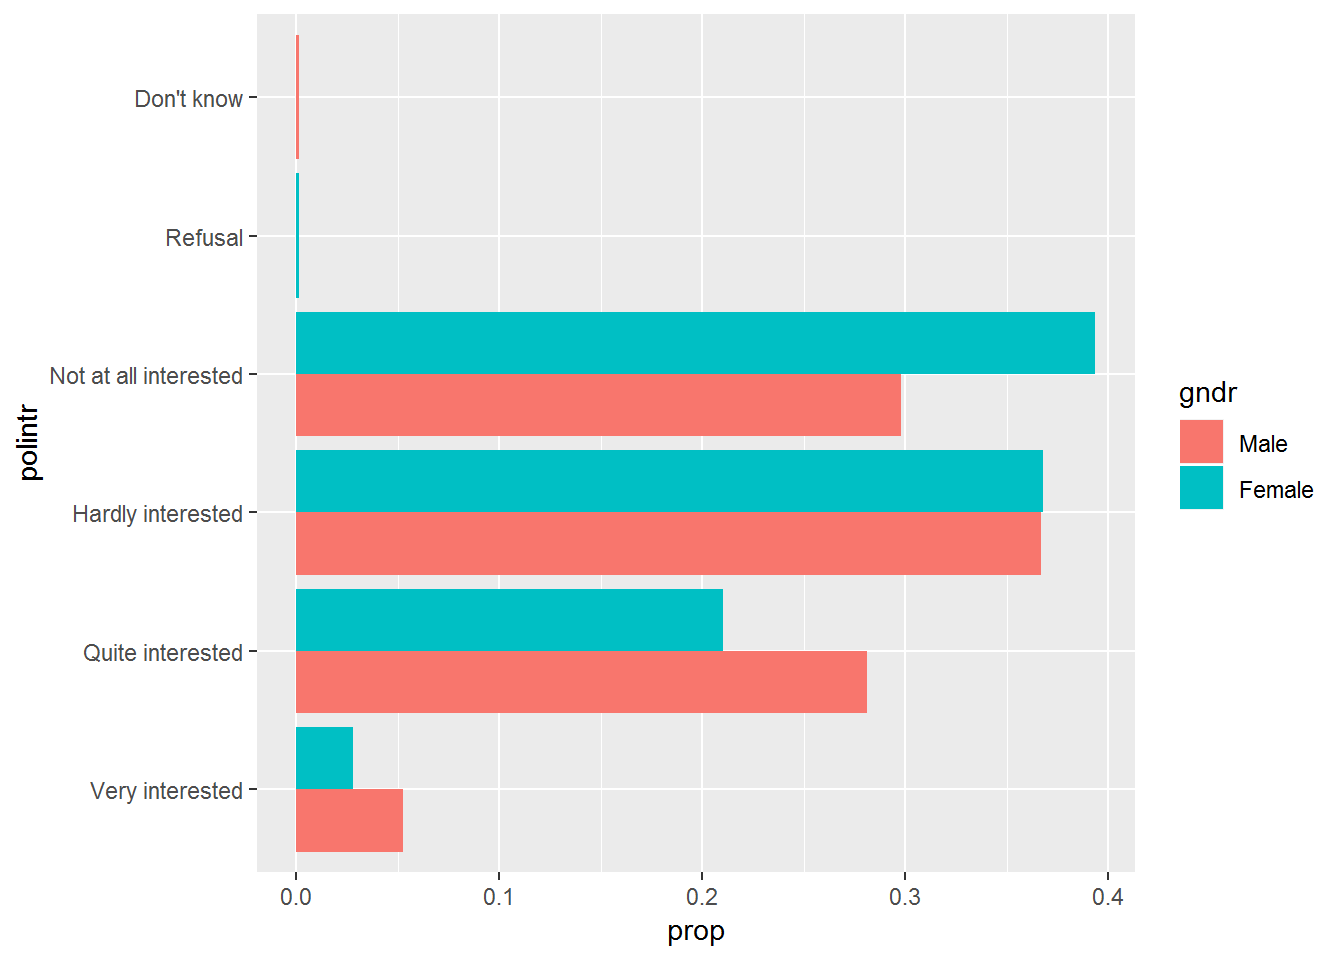 Don't know
Refusal
Not at all interested
Hardly interested
Quite interested
Very interested
polintr
0.0
0.1
0.2
0.3
0.4
prop
gndr
Male
Female